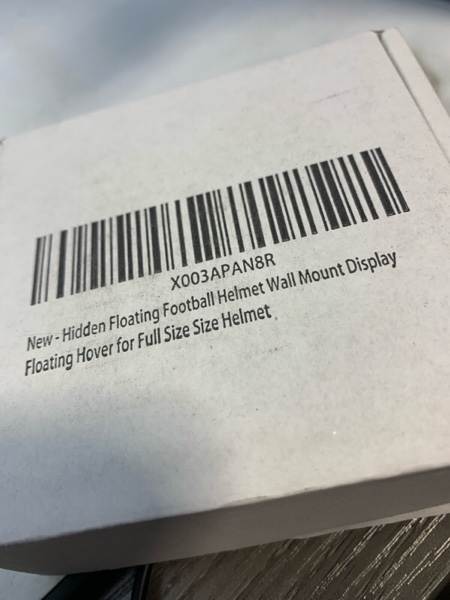 X003APAN8R
New - Hidden Floating Football Helmet Wall Mount Display
Floating Hover for Full Size Size Helmet